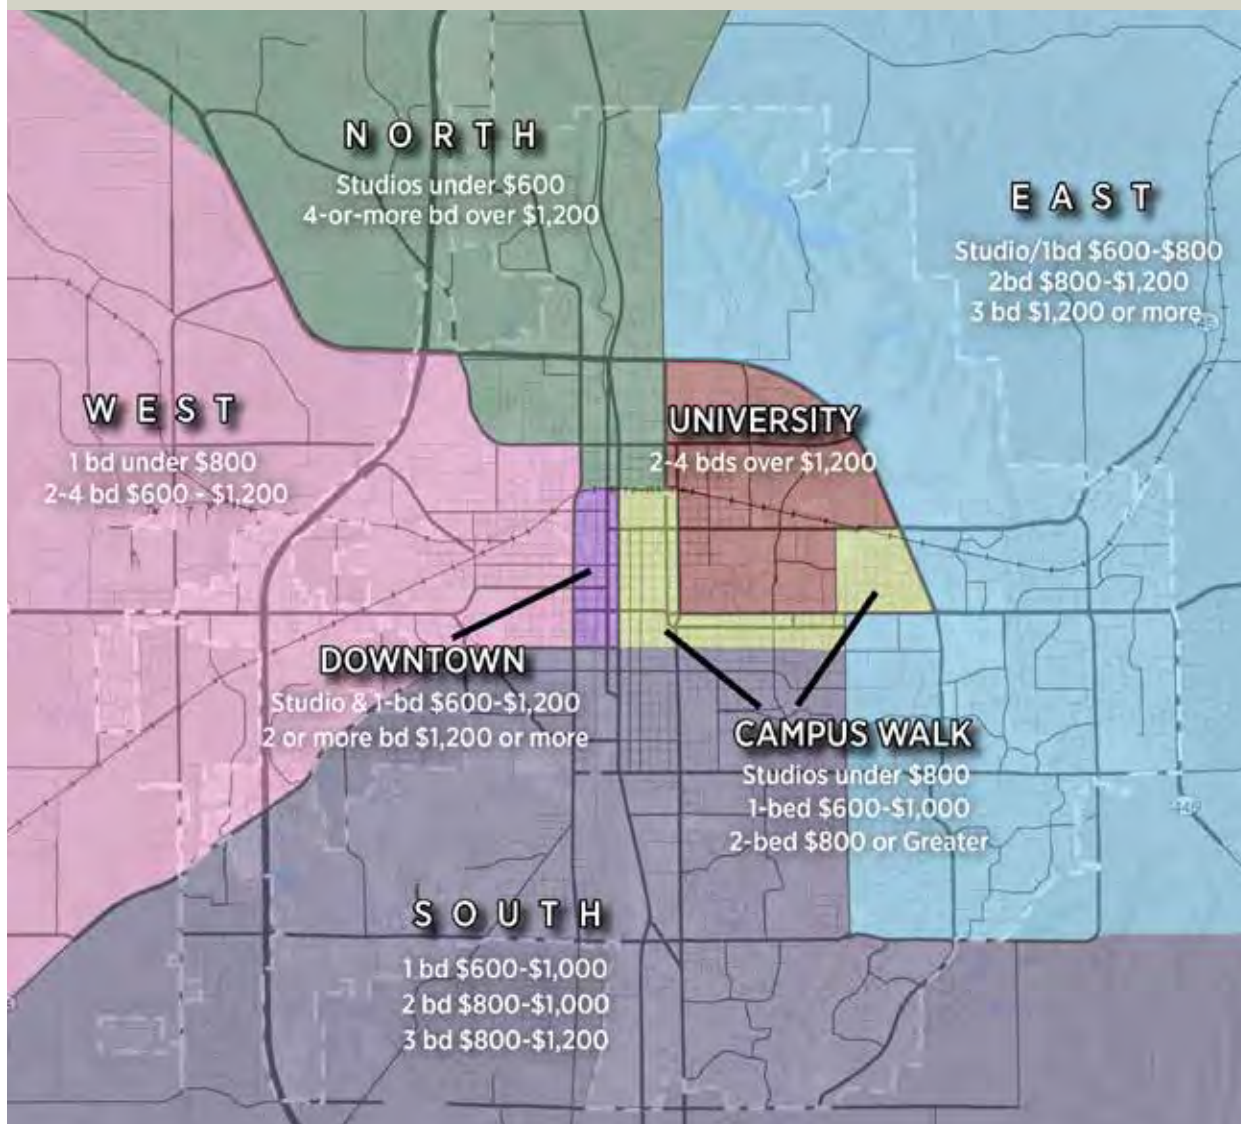 NORTH
Studios under $600
4-or-more bd over $1,200
EAST
Studio/1bd $600-$800
2bd $800-$1,200
3 bd $1,200 or more
WEST
1 bd under $800
2-4 bd $600 - $1,200
UNIVERSITY
2-4 bds over $1,200
DOWNTOWN
Studio & 1-bd $600-$1,200
2 or more bd $1,200 or more
CAMPUS WALK
Studios under $800
1-bed $600-$1,000
2-bed $800 or Greater
446
SOUTH
1 bd $600-$1,000
2 bd $800-$1,000
3 bd $800-$1,200